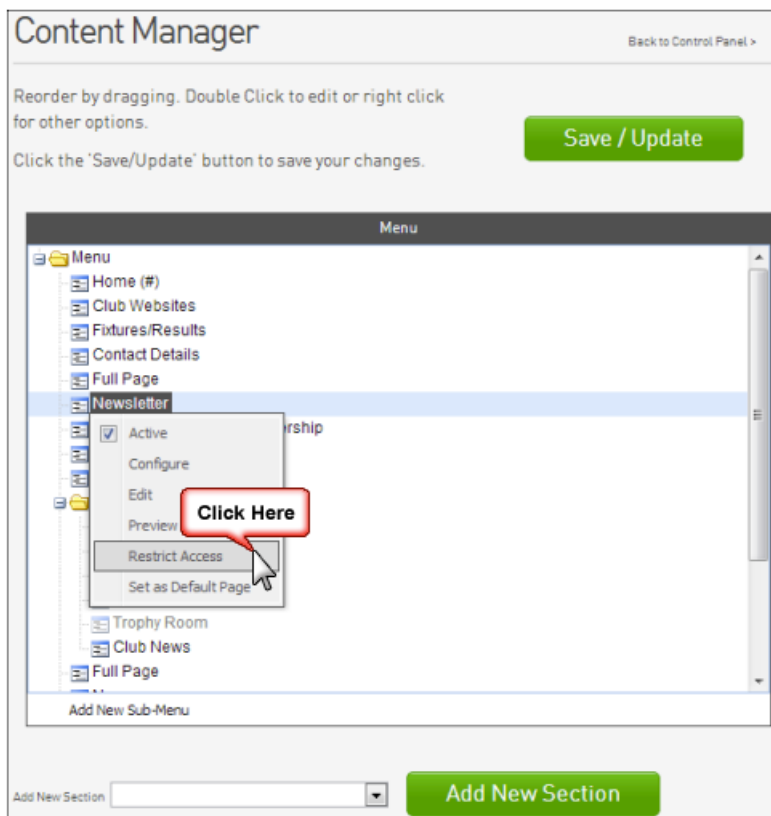 Content Manager
Back to Control Panel >
Reorder by dragging. Double Click to edit or right click
for other options.
Save / Update
Click the 'Save/Update' button to save your changes.
Menu
Menu
Home (#)
Club Websites
Fixtures/Results
Contact Details
Full Page
Newsletter
Active
Configure
Edit
Preview
Click Here
Restrict Access
Set as Default Page
Trophy Room
Club News
Full Page
Add New Sub-Menu
Add New Section
Add New Section